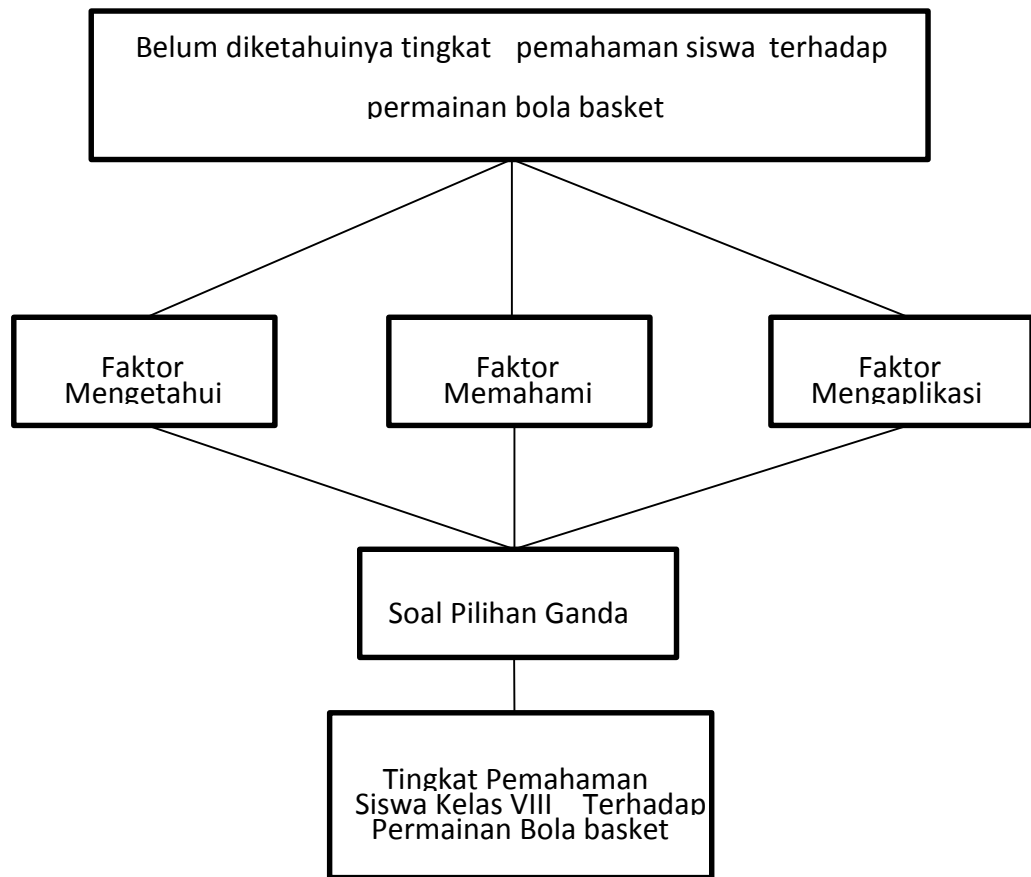 Belum diketahuinya tingkat pemahaman siswa terhadap
permainan bola basket
Faktor
Mengetahui
Faktor
Memahami
Faktor
Mengaplikasi
Soal Pilihan Ganda
Tingkat Pemahaman
Siswa Kelas VIII Terhadap
Permainan Bola basket